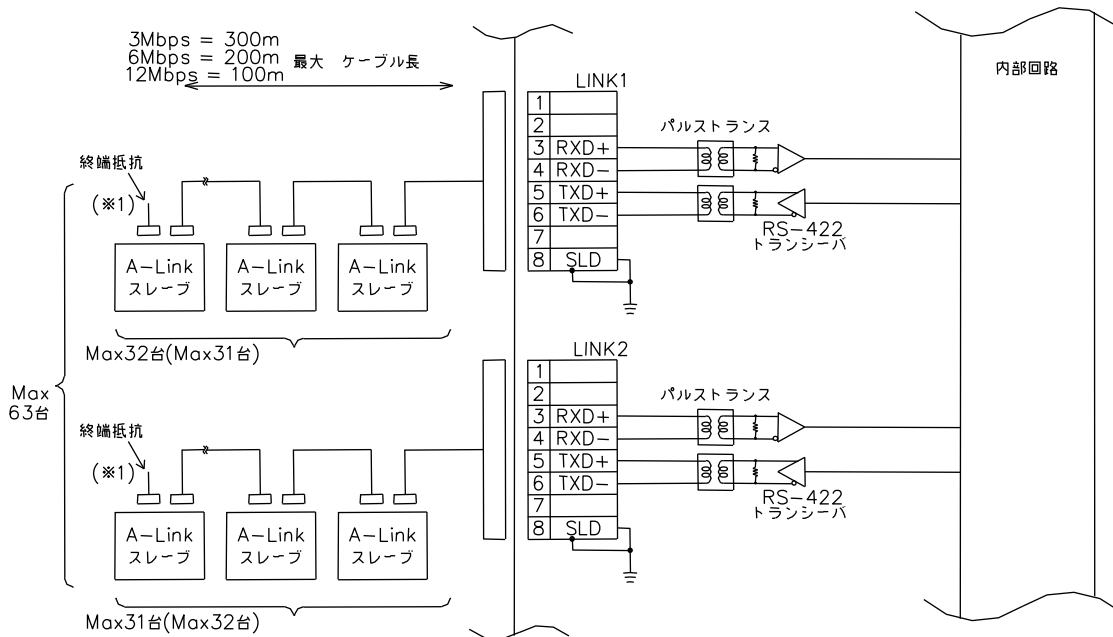 3Mbps = 300m
6Mbps = 200m
12Mbps = 100m
最大 ケーブル長
終端抵抗
(※1)
A-Link
スレーブ
A-Link
スレーブ
A-Link
スレーブ
Max32台(Max31台)
LINK1
1
2
3 RXD+
4 RXD-
5 TXD+
6 TXD-
7
8 SLD
パルストランス
RS-422
トランシーバ
内部回路
Max
63台
終端抵抗
(※1)
A-Link
スレーブ
A-Link
スレーブ
A-Link
スレーブ
Max31台(Max32台)
LINK2
1
2
3 RXD+
4 RXD-
5 TXD+
6 TXD-
7
8 SLD
パルストランス
RS-422
トランシーバ